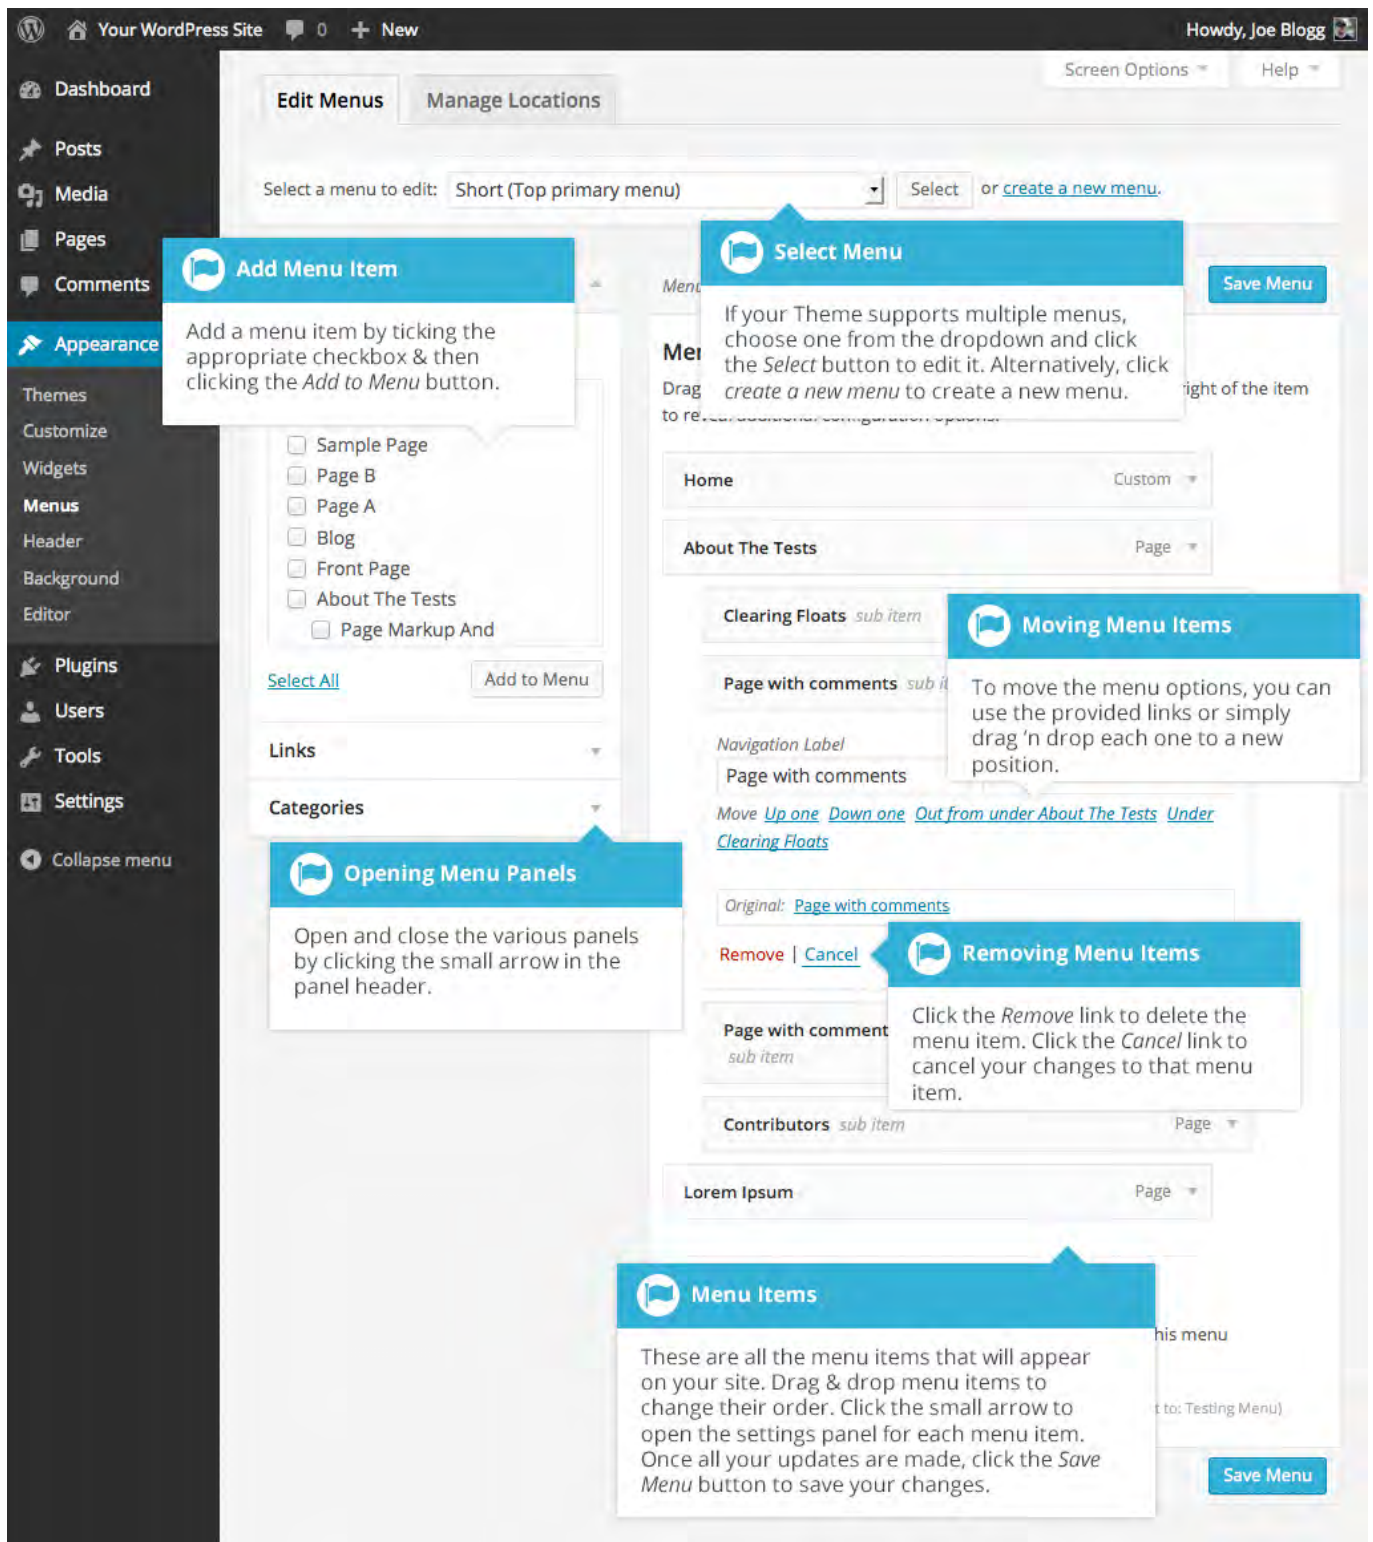 Your WordPress Site 0 New
Howdy, Joe Blogg
Dashboard
Posts
Media
Pages
Comments
Appearance
Themes
Customize
Widgets
Menus
Header
Background
Editor
Plugins
Users
Tools
Settings
Collapse menu
Screen Options
Help
Edit Menus
Manage Locations
Select a menu to edit: Short (Top primary menu) Select or create a new menu.
Add Menu Item
Add a menu item by ticking the
appropriate checkbox & then
clicking the Add to Menu button.
Select Menu
If your Theme supports multiple menus,
choose one from the dropdown and click
the Select button to edit it. Alternatively, click
create a new menu to create a new menu.
Save Menu
Drag
right of the item
Sample Page
Page B
Page A
Blog
Front Page
About The Tests
Page Markup And
Select All
Add to Menu
Links
Categories
Opening Menu Panels
Open and close the various panels
by clicking the small arrow in the
panel header.
Home Custom
About The Tests Page
Clearing Floats sub item
Page with comments sub
Moving Menu Items
To move the menu options, you can
use the provided links or simply
drag ‘n drop each one to a new
position.
Navigation Label
Page with comments
Move Up one Down one Out from under About The Tests Under
Clearing Floats
Original: Page with comments
Remove | Cancel
Removing Menu Items
Click the Remove link to delete the
menu item. Click the Cancel link to
cancel your changes to that menu
item.
Page with comment
sub item
Contributors sub item Page
Lorem Ipsum Page
Menu Items
These are all the menu items that will appear
on your site. Drag & drop menu items to
change their order. Click the small arrow to
open the settings panel for each menu item.
Once all your updates are made, click the Save
Menu button to save your changes.
his menu
t to: Testing Menu)
Save Menu